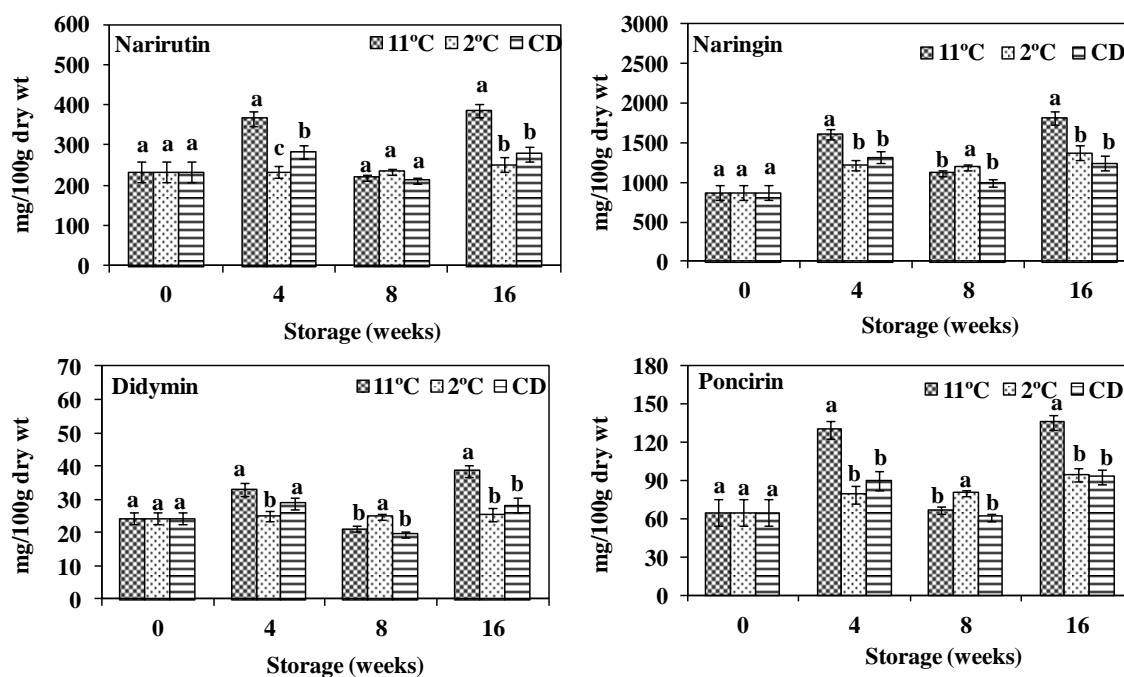 Narirutin
11ºC 2ºC CD
mg/100g dry wt
600
500
400
300
200
100
0
a a a
a c b
a a a
a b b
0 4 8 16
Storage (weeks)
Naringin
11ºC 2ºC CD
mg/100g dry wt
3000
2500
2000
1500
1000
500
0
a a a
a b b
b a b
a b b
0 4 8 16
Storage (weeks)
Didymin
11ºC 2ºC CD
mg/100g dry wt
70
60
50
40
30
20
10
0
a a a
a b a
b a b
a b b
0 4 8 16
Storage (weeks)
Poncirin
11ºC 2ºC CD
mg/100g dry wt
180
150
120
90
60
30
0
a a a
a b b
b a b
a b b
0 4 8 16
Storage (weeks)